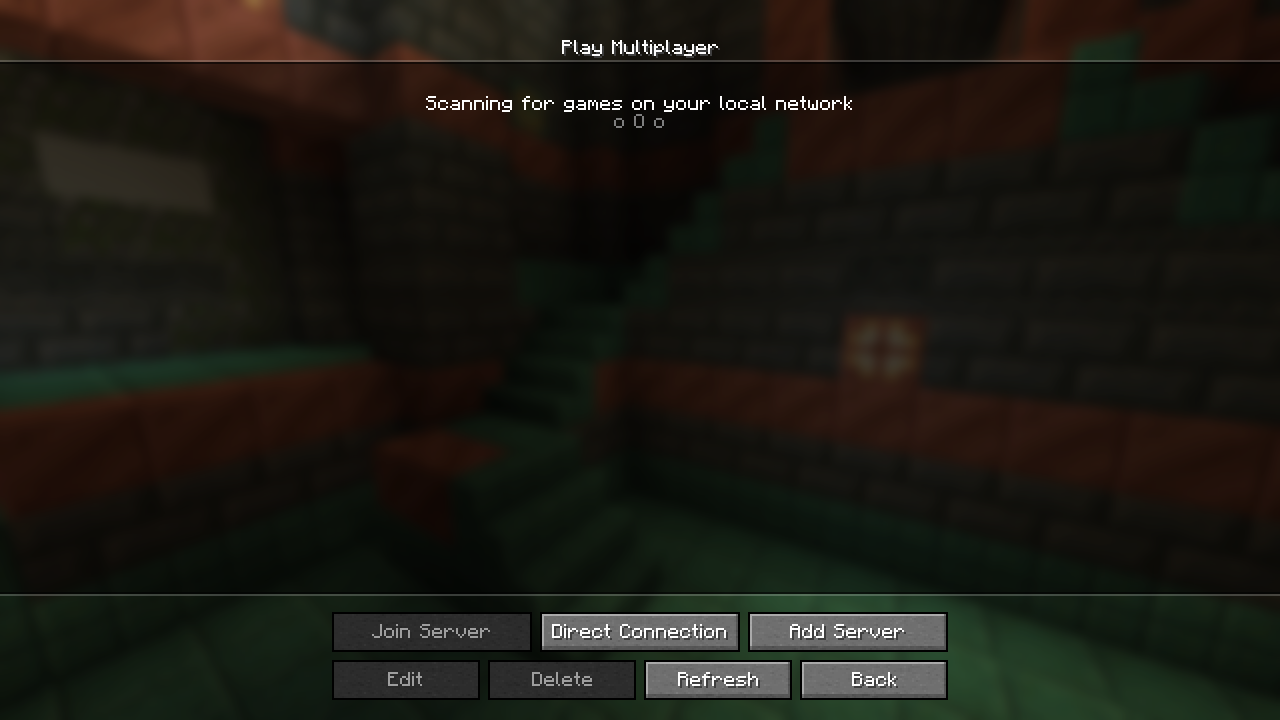 Play Multiplayer
Scanning for games on your local network
o O o
Join Server
Direct Connection
Add Server
Edit
Delete
Refresh
Back